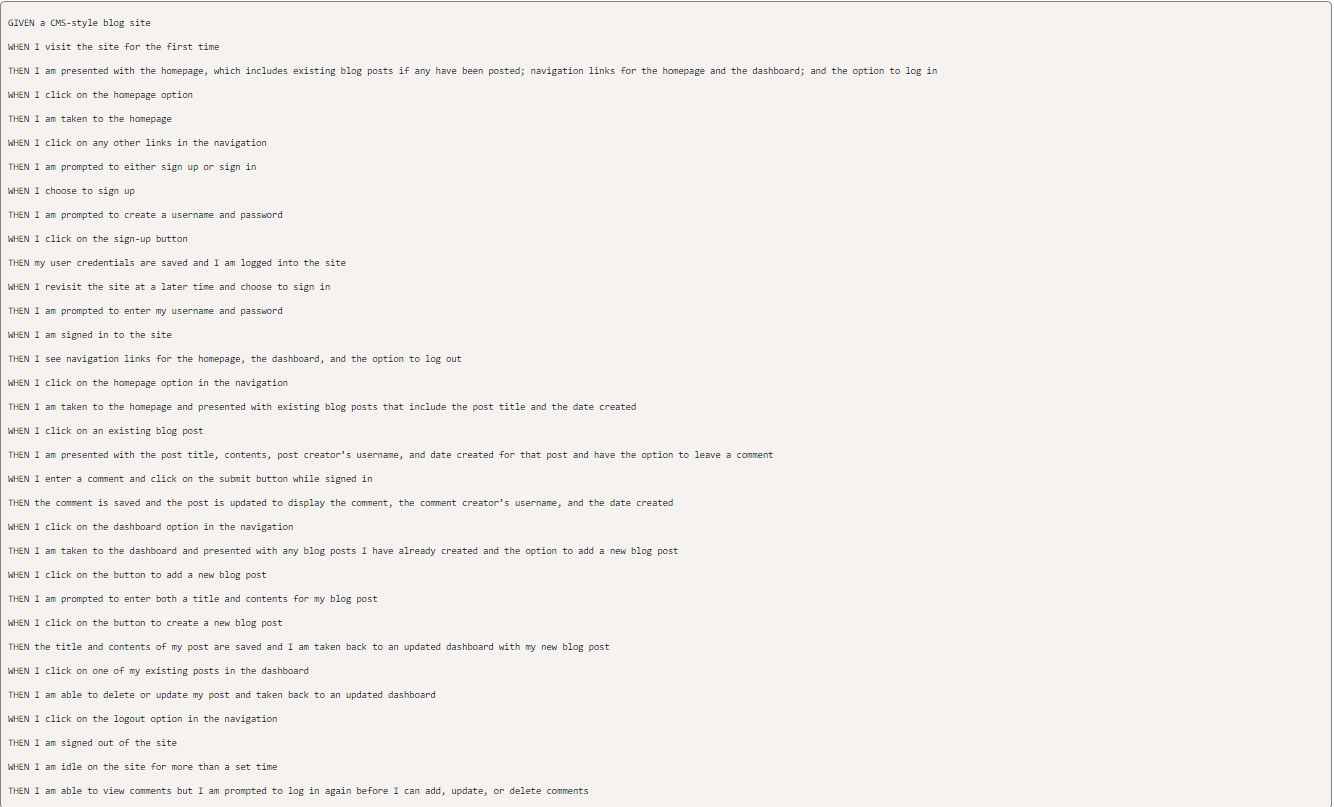 GIVEN a CMS-style blog site
WHEN I visit the site for the first time
THEN I am presented with the homepage, which includes existing blog posts if any have been posted; navigation links for the homepage and the dashboard; and the option to log in
WHEN I click on the homepage option
THEN I am taken to the homepage
WHEN I click on any other links in the navigation
THEN I am prompted to either sign up or sign in
WHEN I choose to sign up
THEN I am prompted to create a username and password
WHEN I click on the sign-up button
THEN my user credentials are saved and I am logged into the site
WHEN I revisit the site at a later time and choose to sign in
THEN I am prompted to enter my username and password
WHEN I am signed in to the site
THEN I see navigation links for the homepage, the dashboard, and the option to log out
WHEN I click on the homepage option in the navigation
THEN I am taken to the homepage and presented with existing blog posts that include the post title and the date created
WHEN I click on an existing blog post
THEN I am presented with the post title, contents, post creator’s username, and date created for that post and have the option to leave a comment
WHEN I enter a comment and click on the submit button while signed in
THEN the comment is saved and the post is updated to display the comment, the comment creator’s username, and the date created
WHEN I click on the dashboard option in the navigation
THEN I am taken to the dashboard and presented with any blog posts I have already created and the option to add a new blog post
WHEN I click on the button to add a new blog post
THEN I am prompted to enter both a title and contents for my blog post
WHEN I click on the button to create a new blog post
THEN the title and contents of my post are saved and I am taken back to an updated dashboard with my new blog post
WHEN I click on one of my existing posts in the dashboard
THEN I am able to delete or update my post and taken back to an updated dashboard
WHEN I click on the logout option in the navigation
THEN I am signed out of the site
WHEN I am idle on the site for more than a set time
THEN I am able to view comments but I am prompted to log in again before I can add, update, or delete comments